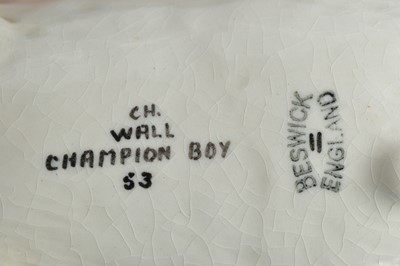 CH.
WALL
CHAMPION BOY
53
BESWICK
ENGLAND